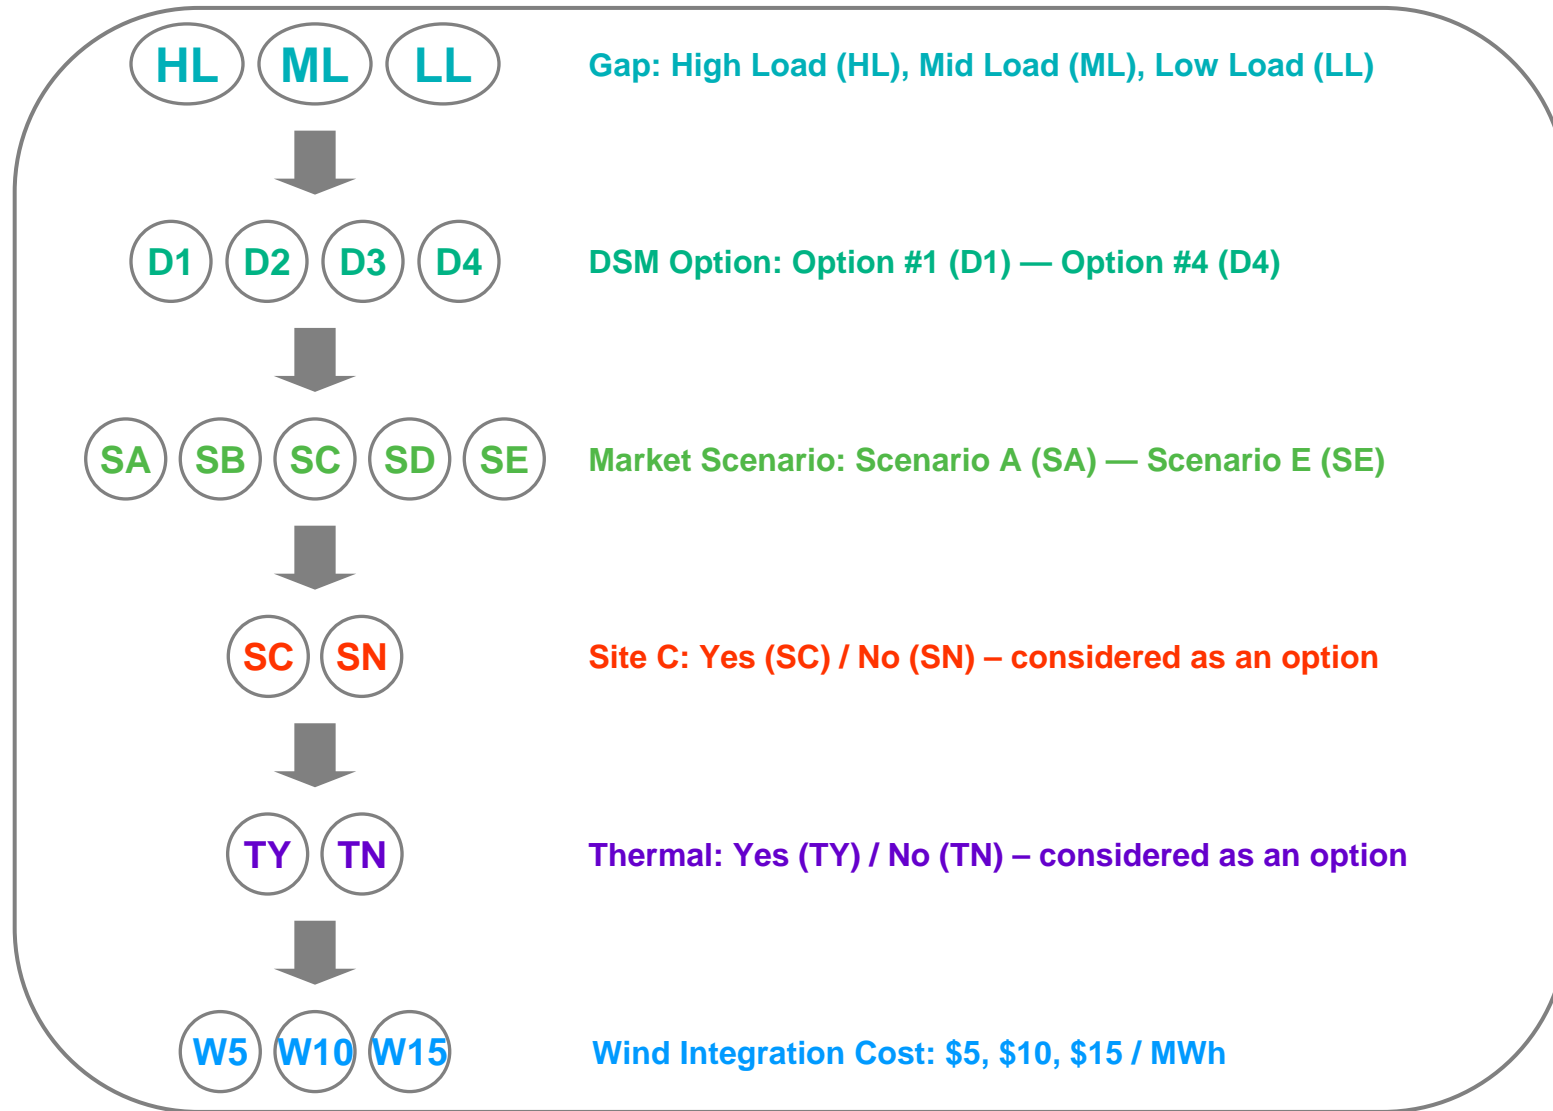 HL ML LL Gap: High Load (HL), Mid Load (ML), Low Load (LL)
D1 D2 D3 D4 DSM Option: Option #1 (D1) — Option #4 (D4)
SA SB SC SD SE Market Scenario: Scenario A (SA) — Scenario E (SE)
SC SN Site C: Yes (SC) / No (SN) – considered as an option
TY TN Thermal: Yes (TY) / No (TN) – considered as an option
W5 W10 W15 Wind Integration Cost: $5, $10, $15 / MWh